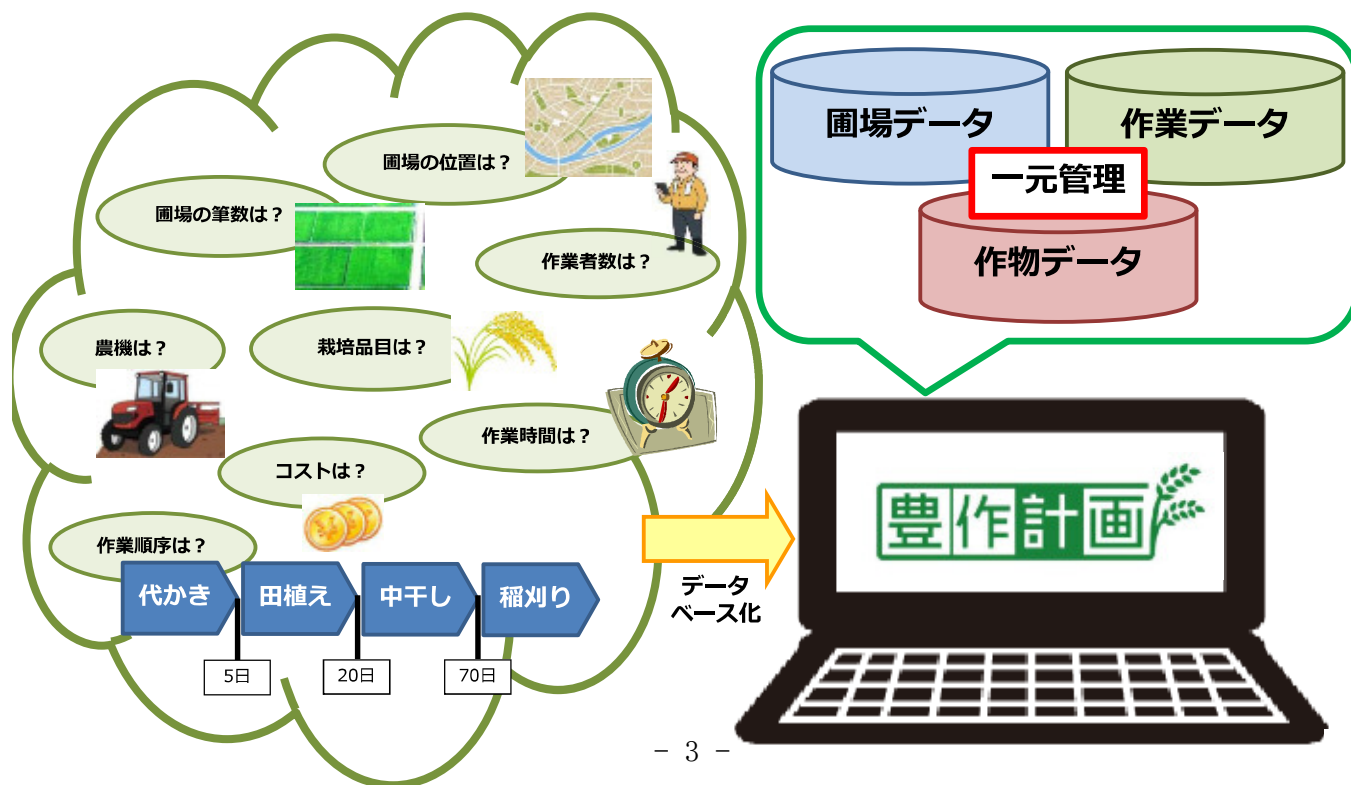 圃場の位置は？
圃場の筆数は？
作業者数は？
農機は？
栽培品目は？
作業時間は？
コストは？
作業順序は？
代かき
田植え
中干し
稲刈り
5日
20日
70日
データ
ベース化
圃場データ
作業データ
一元管理
作物データ
豊作計画
- 3 -